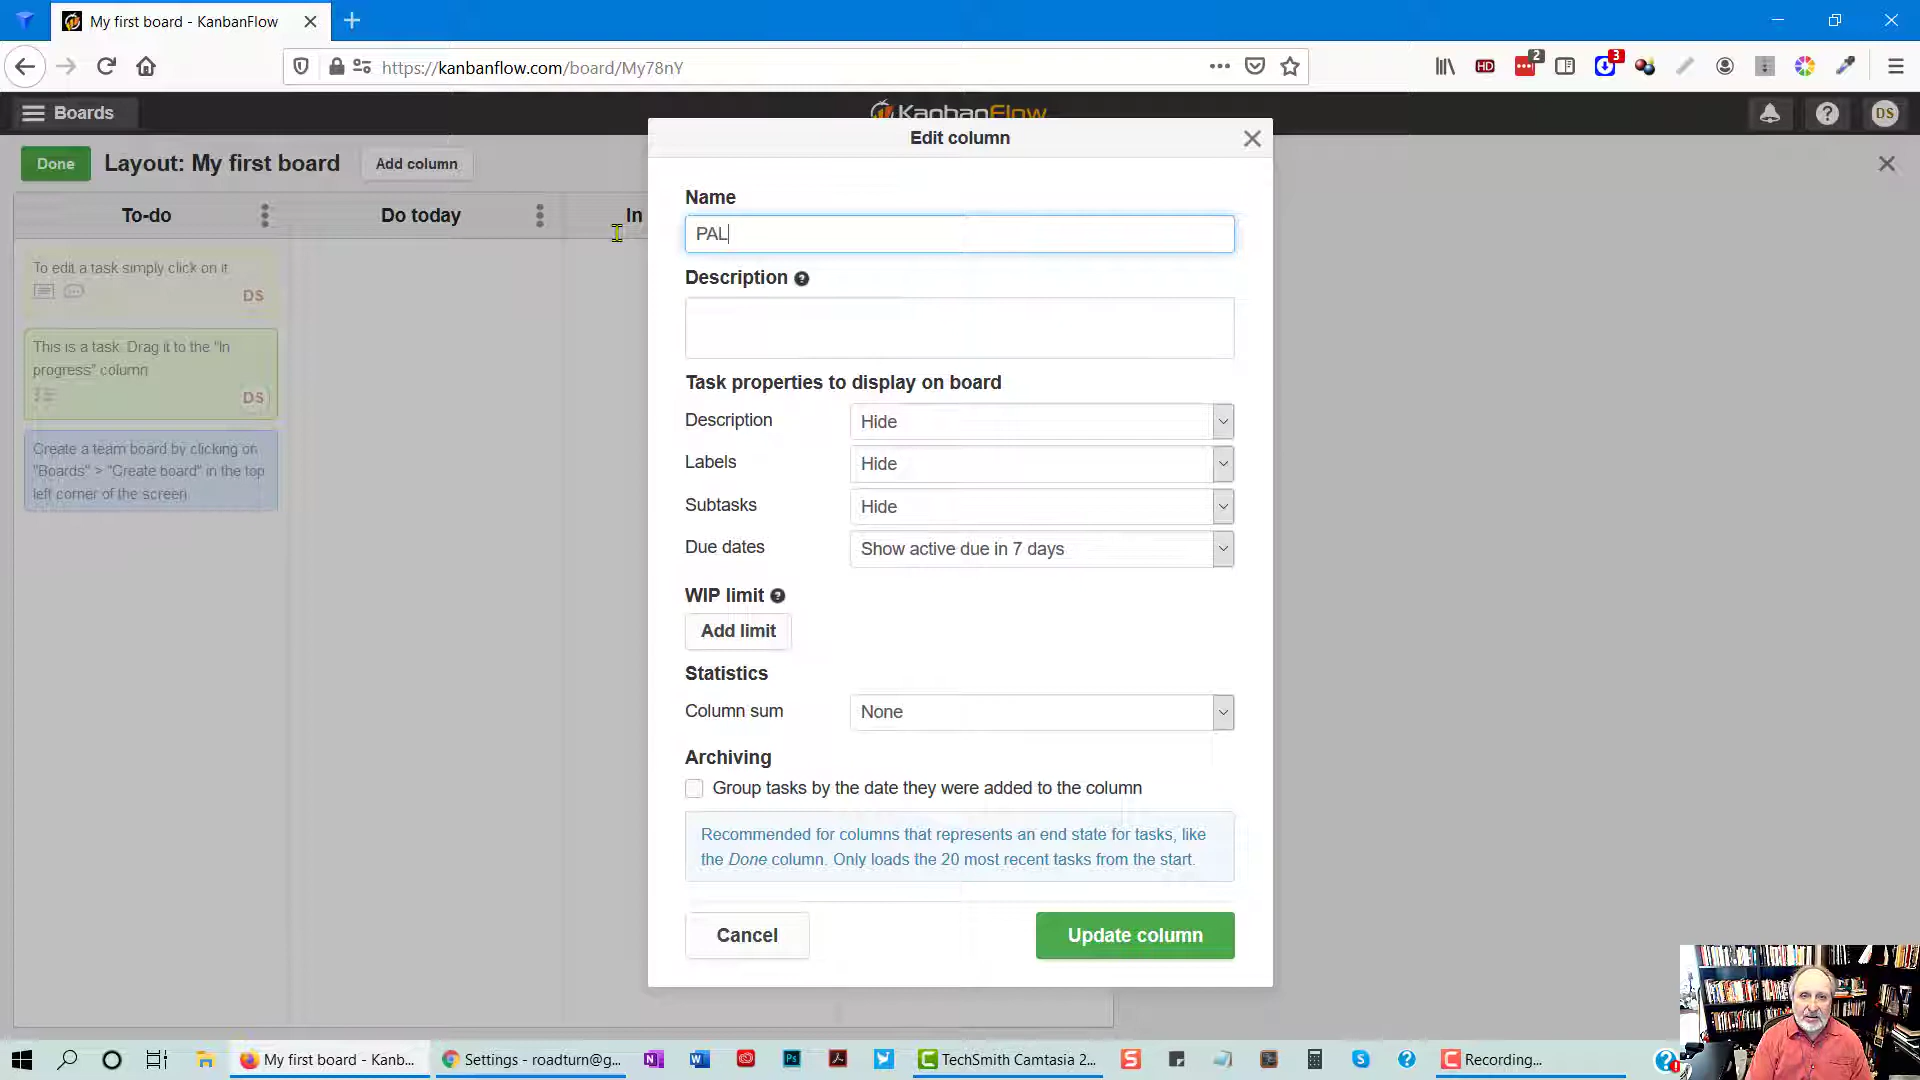 My first board - KanbanFlow
https://kanbanflow.com/board/My78nY
HD
2
3
Boards
KanbanFlow
DS
Done
Layout: My first board
Add column
To-do
Do today
In
To edit a task simply click on it
DS
This is a task. Drag it to the "In
progress" column
DS
Create a team board by clicking on
"Boards" > "Create board" in the top
left corner of the screen
Edit column
Name
PAL
Description
Task properties to display on board
Description
Hide
Labels
Hide
Subtasks
Hide
Due dates
Show active due in 7 days
WIP limit
Add limit
Statistics
Column sum
None
Archiving
Group tasks by the date they were added to the column
Recommended for columns that represents an end state for tasks, like
the Done column. Only loads the 20 most recent tasks from the start.
Cancel
Update column
My first board - Kanb...
Settings - roadturn@g...
TechSmith Camtasia 2...
Recording...